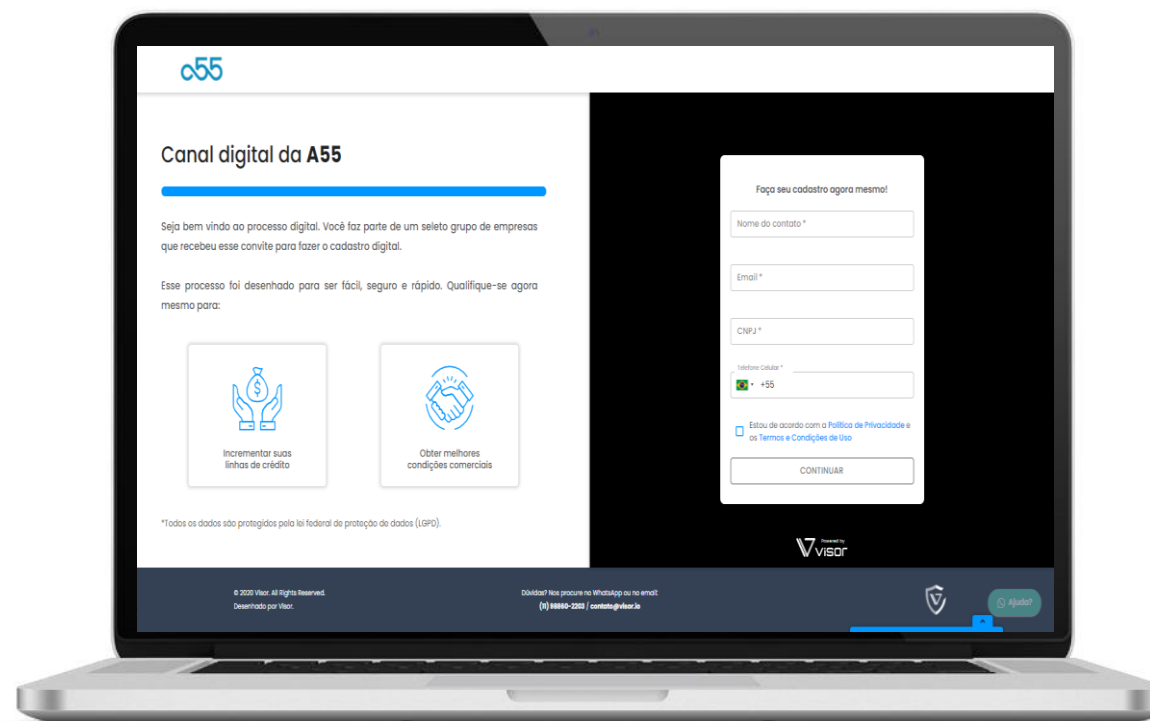 a55
Canal digital da A55
Seja bem vindo ao processo digital. Você faz parte de um seleto grupo de empresas
que recebeu esse convite para fazer o cadastro digital.
Esse processo foi desenhado para ser fácil, seguro e rápido. Qualifique-se agora
mesmo para:
Incrementar suas
linhas de crédito
Obter melhores
condições comerciais
*Todos os dados são protegidos pela lei federal de proteção de dados (LGPD).
Faça seu cadastro agora mesmo!
Nome do contato *
Email *
CNPJ *
Telefone Celular *
+55
Estou de acordo com a Política de Privacidade e
os Termos e Condições de Uso
CONTINUAR
Powered by
visor
© 2020 Visor. All Rights Reserved.
Desenhado por Visor.
Dúvidas? Nos procure no WhatsApp ou no email:
(11) 98860-2203 / contato@visor.io
Ajuda?